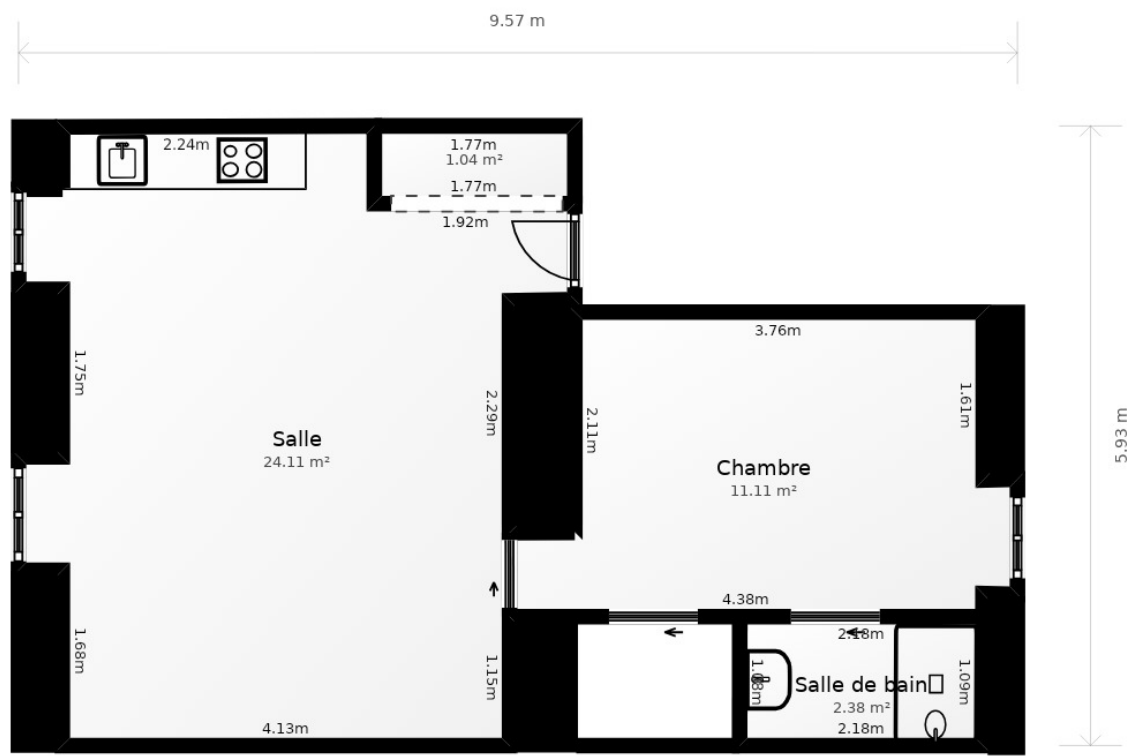 9.57 m
2.24m
1.77m
1.04 m²
1.77m
1.92m
3.76m
1.75m
2.29m
2.11m
1.61m
5.93 m
Salle
24.11 m²
Chambre
11.11 m²
4.38m
2.18m
1.68m
1.15m
1.09m
Salle de bain
2.38 m²
2.18m
4.13m